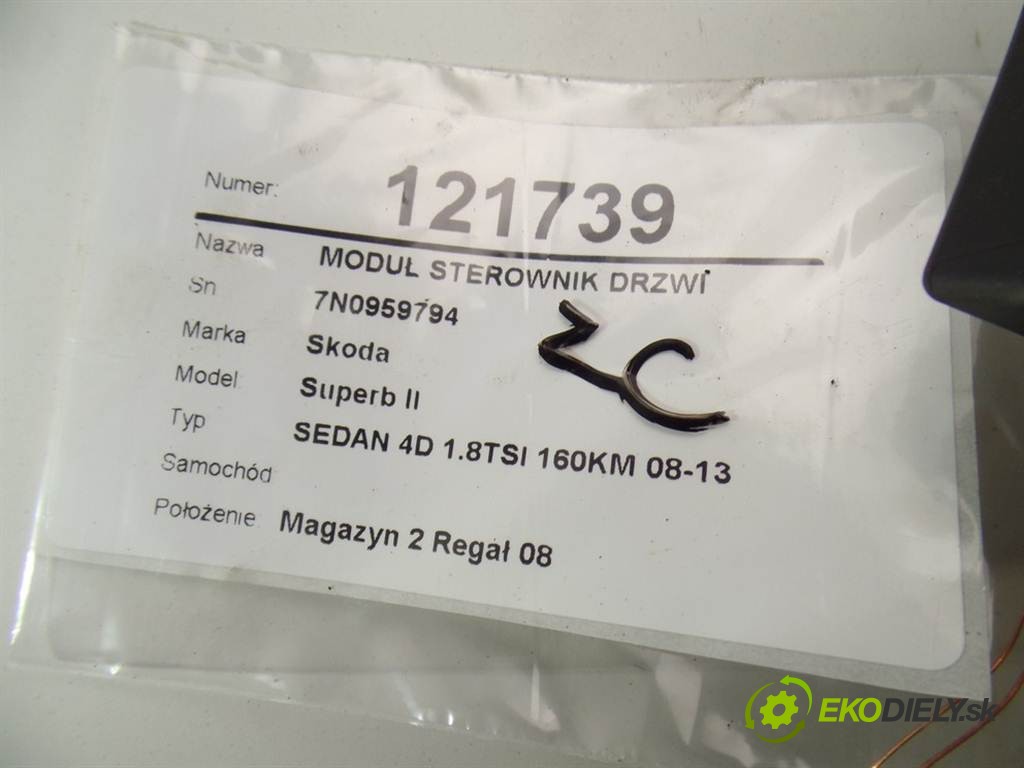 Numer: 121739
Nazwa MODUŁ STEROWNIK DRZWI
Sn 7N0959794
Marka Skoda
Model: Superb II
Typ SEDAN 4D 1.8TSI 160KM 08-13
Samochód
Położenie Magazyn 2 Regał 08
ZC
EKODIELY.sk